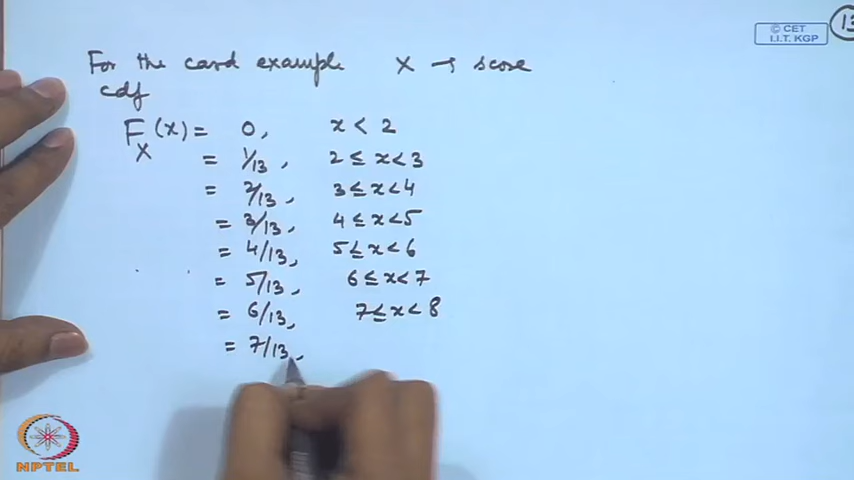 13
© CET
I.I.T. KGP
For the card example X → score
cdf
F_X (x) = 0, x < 2
= 1/13, 2 ≤ x < 3
= 2/13, 3 ≤ x < 4
= 3/13, 4 ≤ x < 5
= 4/13, 5 ≤ x < 6
= 5/13, 6 ≤ x < 7
= 6/13, 7 ≤ x < 8
= 7/13,
NPTEL